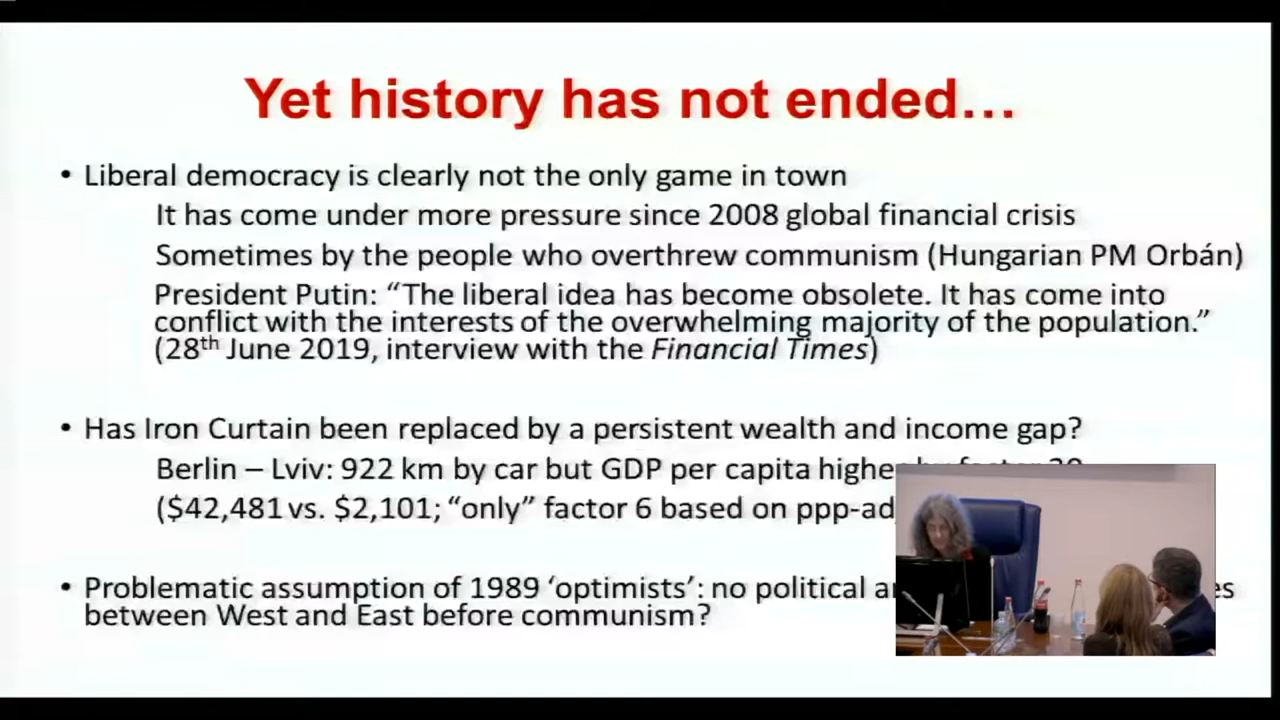 Yet history has not ended…
• Liberal democracy is clearly not the only game in town
It has come under more pressure since 2008 global financial crisis
Sometimes by the people who overthrew communism (Hungarian PM Orbán)
President Putin: “The liberal idea has become obsolete. It has come into
conflict with the interests of the overwhelming majority of the population.”
(28th June 2019, interview with the Financial Times)
• Has Iron Curtain been replaced by a persistent wealth and income gap?
Berlin – Lviv: 922 km by car but GDP per capita higher by factor 20
($42,481 vs. $2,101; “only” factor 6 based on ppp-ad
• Problematic assumption of 1989 ‘optimists’: no political a
between West and East before communism?